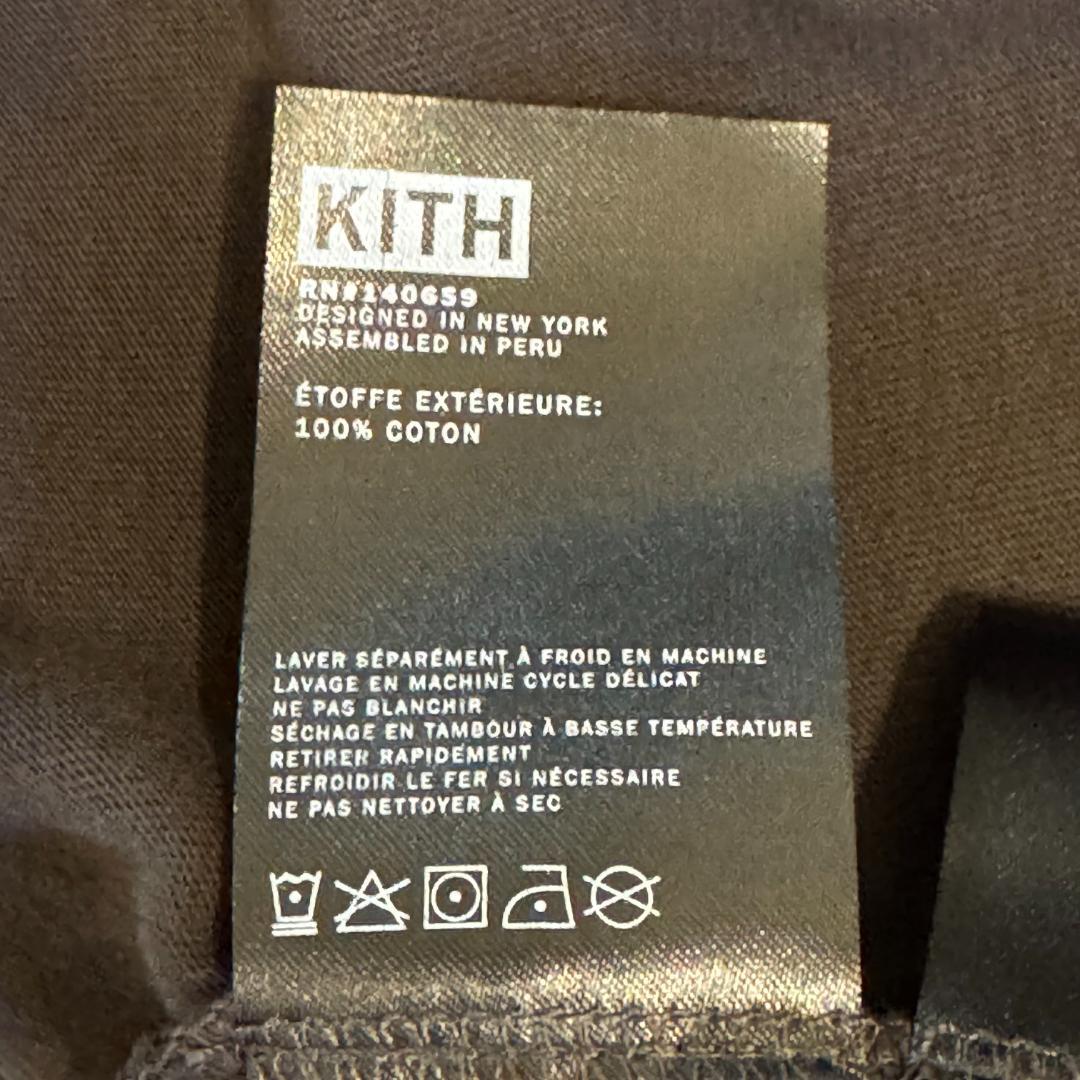 KITH
RN#140659
DESIGNED IN NEW YORK
ASSEMBLED IN PERU
ÉTOFFE EXTÉRIEURE:
100% COTON
LAVER SÉPARÉMENT À FROID EN MACHINE
LAVAGE EN MACHINE CYCLE DÉLICAT
NE PAS BLANCHIR
SÉCHAGE EN TAMBOUR À BASSE TEMPÉRATURE
RETIRER RAPIDEMENT
REFROIDIR LE FER SI NÉCESSAIRE
NE PAS NETTOYER À SEC